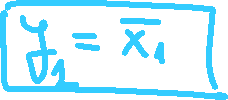 y₁ = x̅₁